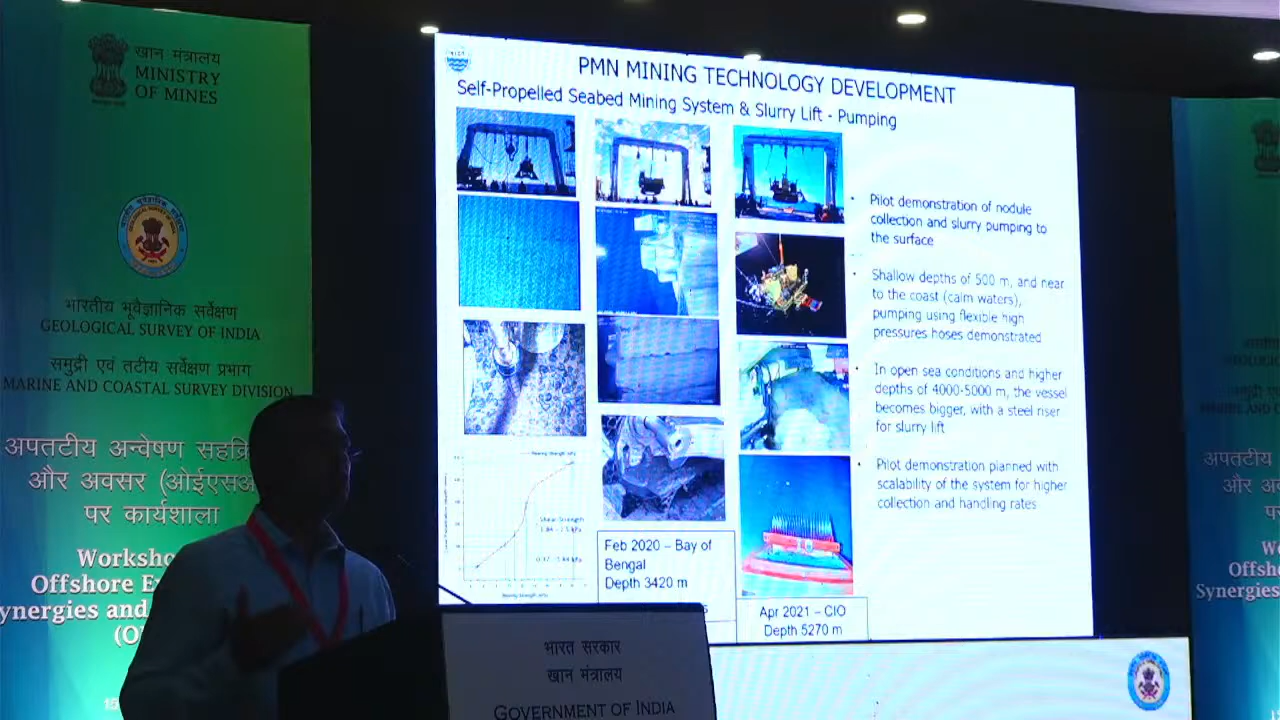 खान मंत्रालय
MINISTRY
OF MINES
भारतीय भूवैज्ञानिक सर्वेक्षण
GEOLOGICAL SURVEY OF INDIA
समुद्री एवं तटीय सर्वेक्षण प्रभाग
MARINE AND COASTAL SURVEY DIVISION
अपतटीय अन्वेषण
और अवसर
पर कार्यशाला
Offshore
and
PMN MINING TECHNOLOGY DEVELOPMENT
Self-Propelled Seabed Mining System & Slurry Lift - Pumping
Pilot demonstration of nodule
collection and slurry pumping to
the surface
Shallow depths of 500 m, and near
to the coast (calm waters),
pumping using flexible high
pressures hoses demonstrated
In open sea conditions and higher
depths of 4000-5000 m, the vessel
becomes bigger, with a steel riser
for slurry lift
Pilot demonstration planned with
scalability of the system for higher
collection and handling rates
Shear Strength
Feb 2020 – Bay of
Bengal
Depth 3420 m
Apr 2021 – CIO
Depth 5270 m
भारत सरकार
खान मंत्रालय
GOVERNMENT OF INDIA
अपतटीय